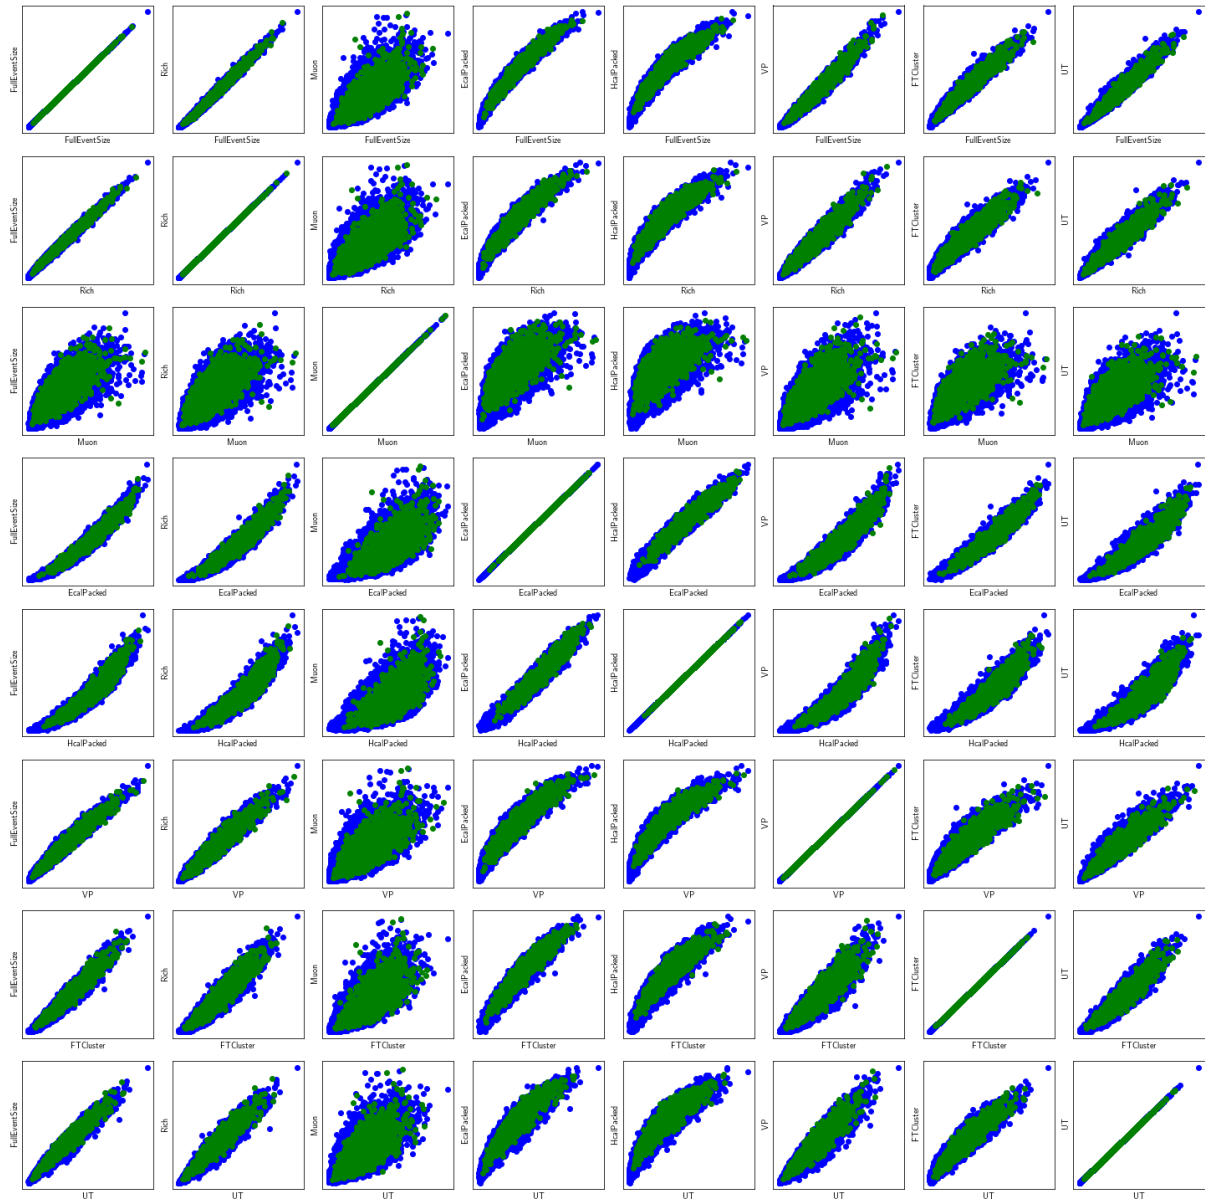 FullEventSize Rich Muon EcalPacked HcalPacked VP FTCluster UT
FullEventSize FullEventSize FullEventSize FullEventSize FullEventSize FullEventSize FullEventSize FullEventSize
FullEventSize Rich Muon EcalPacked HcalPacked VP FTCluster UT
Rich Rich Rich Rich Rich Rich Rich Rich
FullEventSize Rich Muon EcalPacked HcalPacked VP FTCluster UT
Muon Muon Muon Muon Muon Muon Muon Muon
FullEventSize Rich Muon EcalPacked HcalPacked VP FTCluster UT
EcalPacked EcalPacked EcalPacked EcalPacked EcalPacked EcalPacked EcalPacked EcalPacked
FullEventSize Rich Muon EcalPacked HcalPacked VP FTCluster UT
HcalPacked HcalPacked HcalPacked HcalPacked HcalPacked HcalPacked HcalPacked HcalPacked
FullEventSize Rich Muon EcalPacked HcalPacked VP FTCluster UT
VP VP VP VP VP VP VP VP
FullEventSize Rich Muon EcalPacked HcalPacked VP FTCluster UT
FTCluster FTCluster FTCluster FTCluster FTCluster FTCluster FTCluster FTCluster
FullEventSize Rich Muon EcalPacked HcalPacked VP FTCluster UT
UT UT UT UT UT UT UT UT